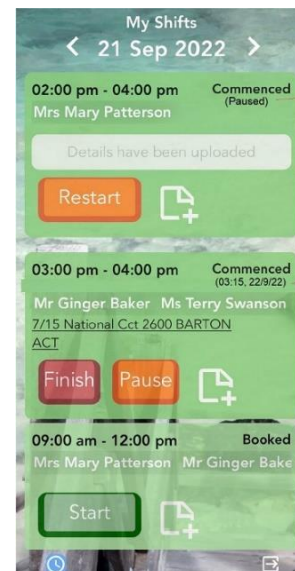 My Shifts
< 21 Sep 2022 >
02:00 pm - 04:00 pm Commenced
(Paused)
Mrs Mary Patterson
Details have been uploaded
Restart
03:00 pm - 04:00 pm Commenced
(03:15, 22/9/22)
Mr Ginger Baker Ms Terry Swanson
7/15 National Cct 2600 BARTON
ACT
Finish Pause
09:00 am - 12:00 pm Booked
Mrs Mary Patterson Mr Ginger Bake
Start